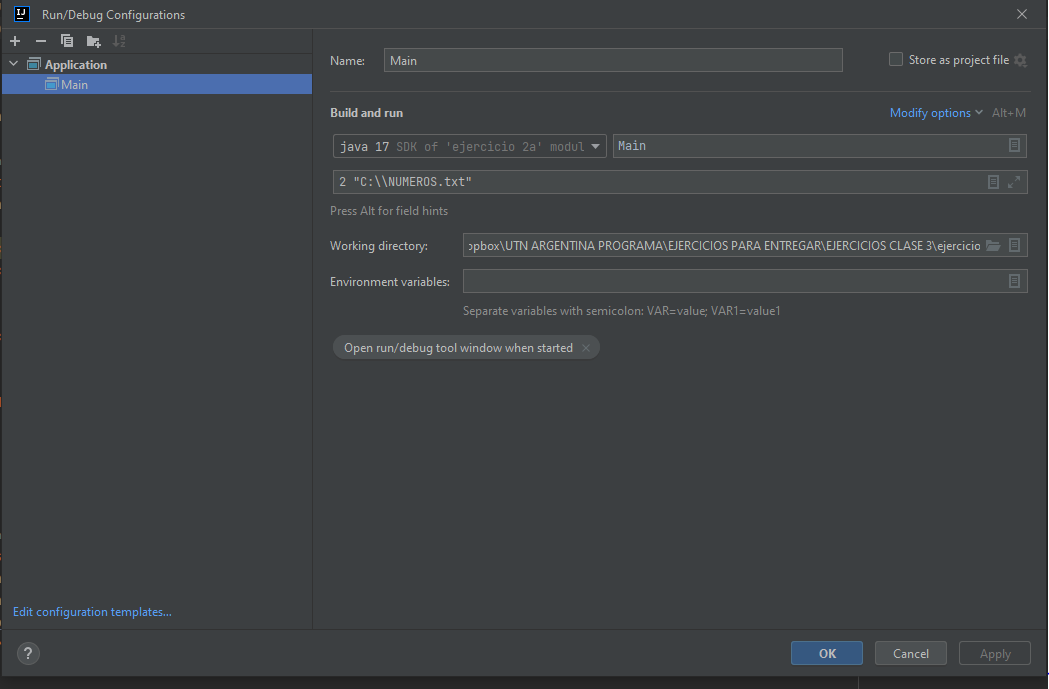 Run/Debug Configurations
Application
Main
Name: Main
Store as project file
Build and run
Modify options Alt+M
java 17 SDK of 'ejercicio 2a' modul
Main
2 "C:\\NUMEROS.txt"
Press Alt for field hints
Working directory: opbox\UTN ARGENTINA PROGRAMA\EJERCICIOS PARA ENTREGAR\EJERCICIOS CLASE 3\ejercicio
Environment variables:
Separate variables with semicolon: VAR=value; VAR1=value1
Open run/debug tool window when started
Edit configuration templates...
?
OK Cancel Apply